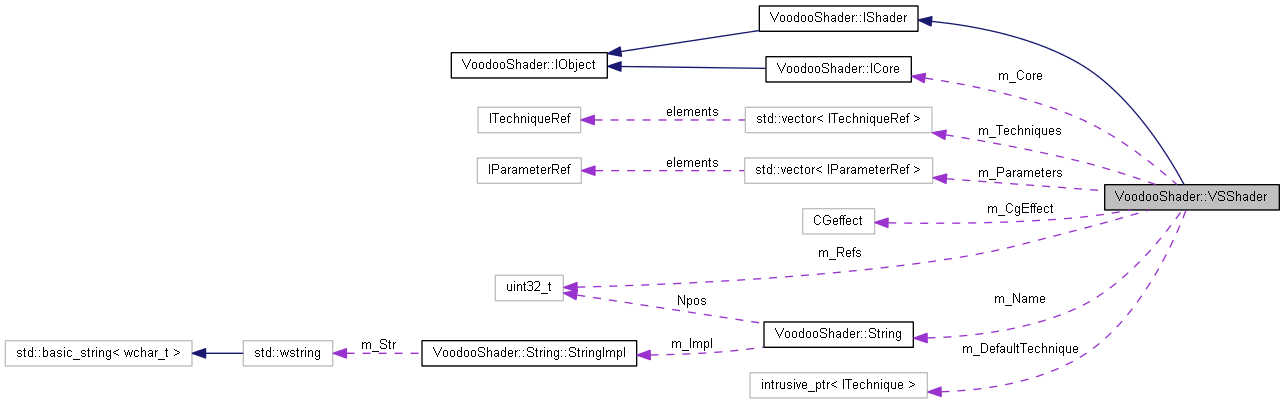 VoodooShader::IShader
VoodooShader::IObject
VoodooShader::ICore
m_Core
ITechniqueRef
elements
std::vector< ITechniqueRef >
m_Techniques
IParameterRef
elements
std::vector< IParameterRef >
m_Parameters
VoodooShader::VSShader
CGeffect
m_CgEffect
m_Refs
uint32_t
Npos
m_Name
VoodooShader::String
std::basic_string< wchar_t >
std::wstring
m_Str
VoodooShader::String::StringImpl
m_Impl
m_DefaultTechnique
intrusive_ptr< ITechnique >